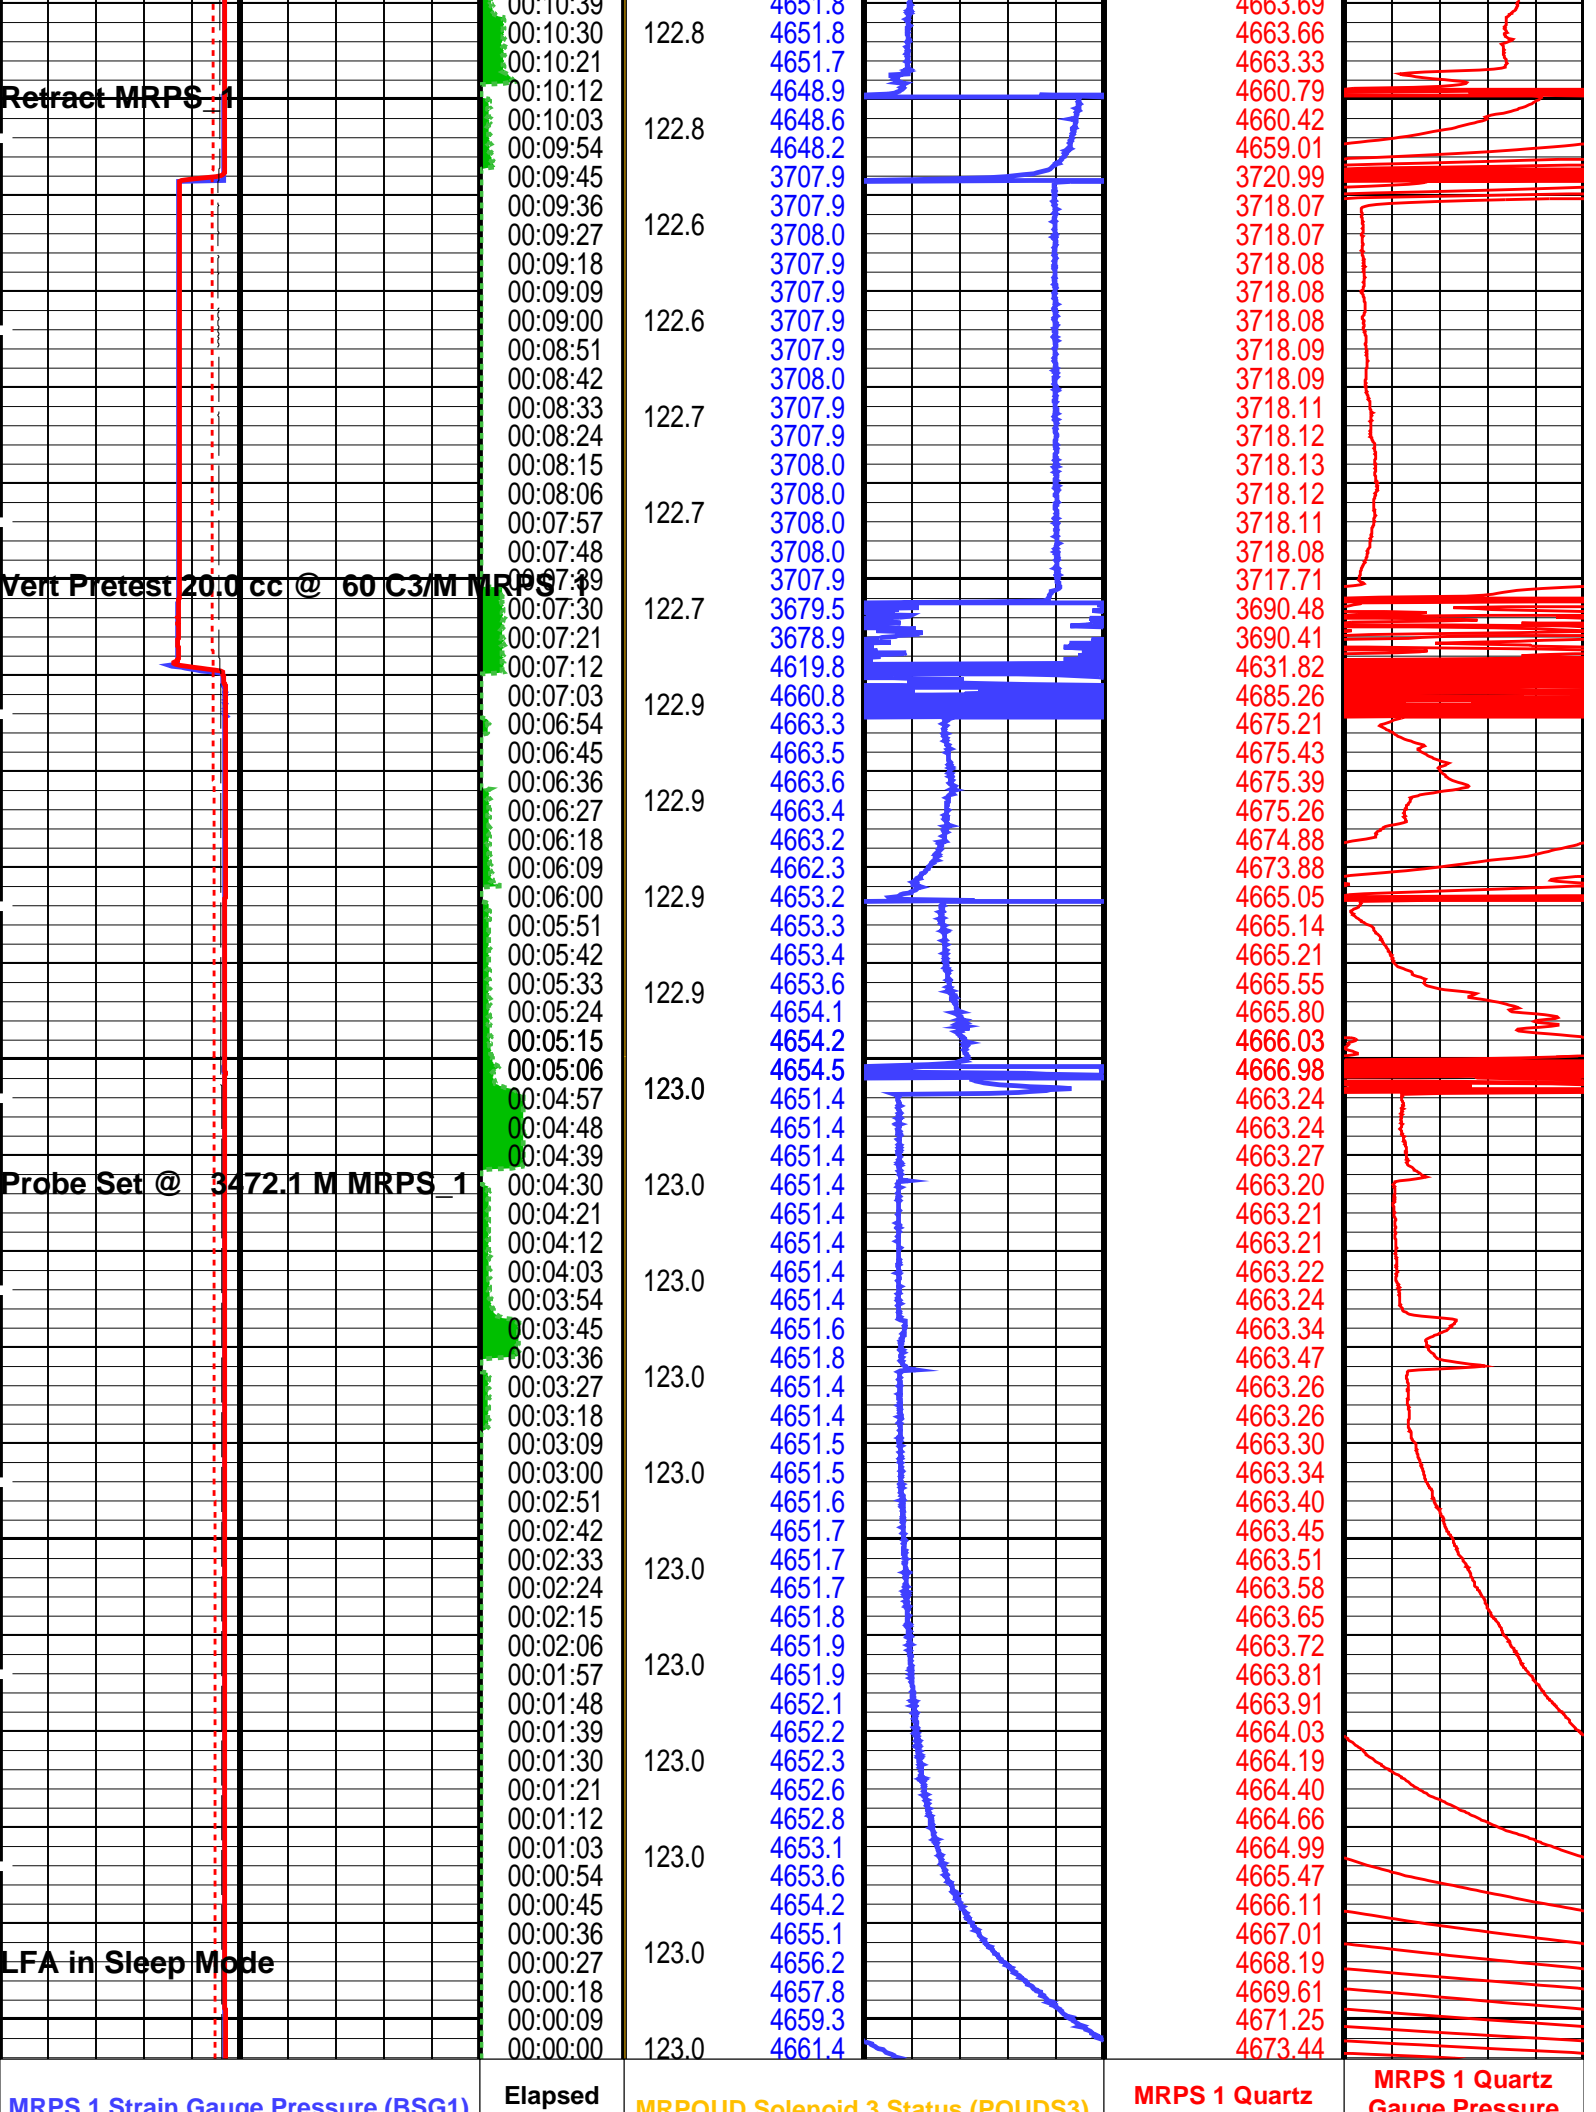 00:10:39 4651.8 4663.69
00:10:30 122.8 4651.8 4663.66
00:10:21 4651.7 4663.33
Retract MRPS_1 00:10:12 4648.9 4660.79
00:10:03 122.8 4648.6 4660.42
00:09:54 4648.2 4659.01
00:09:45 3707.9 3720.99
00:09:36 122.6 3707.9 3718.07
00:09:27 3708.0 3718.07
00:09:18 3707.9 3718.08
00:09:09 3707.9 3718.08
00:09:00 122.6 3707.9 3718.08
00:08:51 3707.9 3718.09
00:08:42 3708.0 3718.09
00:08:33 122.7 3707.9 3718.11
00:08:24 3707.9 3718.12
00:08:15 3708.0 3718.13
00:08:06 3708.0 3718.12
00:07:57 122.7 3708.0 3718.11
00:07:48 3708.0 3718.08
Vert Pretest 20.0 cc @ 60 C3/M MRPS_1 00:07:39 3707.9 3717.71
00:07:30 122.7 3679.5 3690.48
00:07:21 3678.9 3690.41
00:07:12 4619.8 4631.82
00:07:03 122.9 4660.8 4685.26
00:06:54 4663.3 4675.21
00:06:45 4663.5 4675.43
00:06:36 122.9 4663.6 4675.39
00:06:27 4663.4 4675.26
00:06:18 4663.2 4674.88
00:06:09 4662.3 4673.88
00:06:00 122.9 4653.2 4665.05
00:05:51 4653.3 4665.14
00:05:42 4653.4 4665.21
00:05:33 122.9 4653.6 4665.55
00:05:24 4654.1 4665.80
00:05:15 4654.2 4666.03
00:05:06 123.0 4654.5 4666.98
00:04:57 4651.4 4663.24
00:04:48 4651.4 4663.24
00:04:39 4651.4 4663.27
Probe Set @ 3472.1 M MRPS_1 00:04:30 123.0 4651.4 4663.20
00:04:21 4651.4 4663.21
00:04:12 4651.4 4663.21
00:04:03 123.0 4651.4 4663.22
00:03:54 4651.4 4663.24
00:03:45 4651.6 4663.34
00:03:36 123.0 4651.8 4663.47
00:03:27 4651.4 4663.26
00:03:18 4651.4 4663.26
00:03:09 4651.5 4663.30
00:03:00 123.0 4651.5 4663.34
00:02:51 4651.6 4663.40
00:02:42 4651.7 4663.45
00:02:33 123.0 4651.7 4663.51
00:02:24 4651.7 4663.58
00:02:15 4651.8 4663.65
00:02:06 123.0 4651.9 4663.72
00:01:57 4651.9 4663.81
00:01:48 4652.1 4663.91
00:01:39 4652.2 4664.03
00:01:30 123.0 4652.3 4664.19
00:01:21 4652.6 4664.40
00:01:12 4652.8 4664.66
00:01:03 123.0 4653.1 4664.99
00:00:54 4653.6 4665.47
00:00:45 4654.2 4666.11
00:00:36 123.0 4655.1 4667.01
LFA in Sleep Mode 00:00:27 4656.2 4668.19
00:00:18 4657.8 4669.61
00:00:09 4659.3 4671.25
00:00:00 123.0 4661.4 4673.44
MRPS 1 Strain Gauge Pressure (BSG1) Elapsed MRPOUD Solenoid 3 Status (POUDS3) MRPS 1 Quartz MRPS 1 Quartz
Gauge Pressure